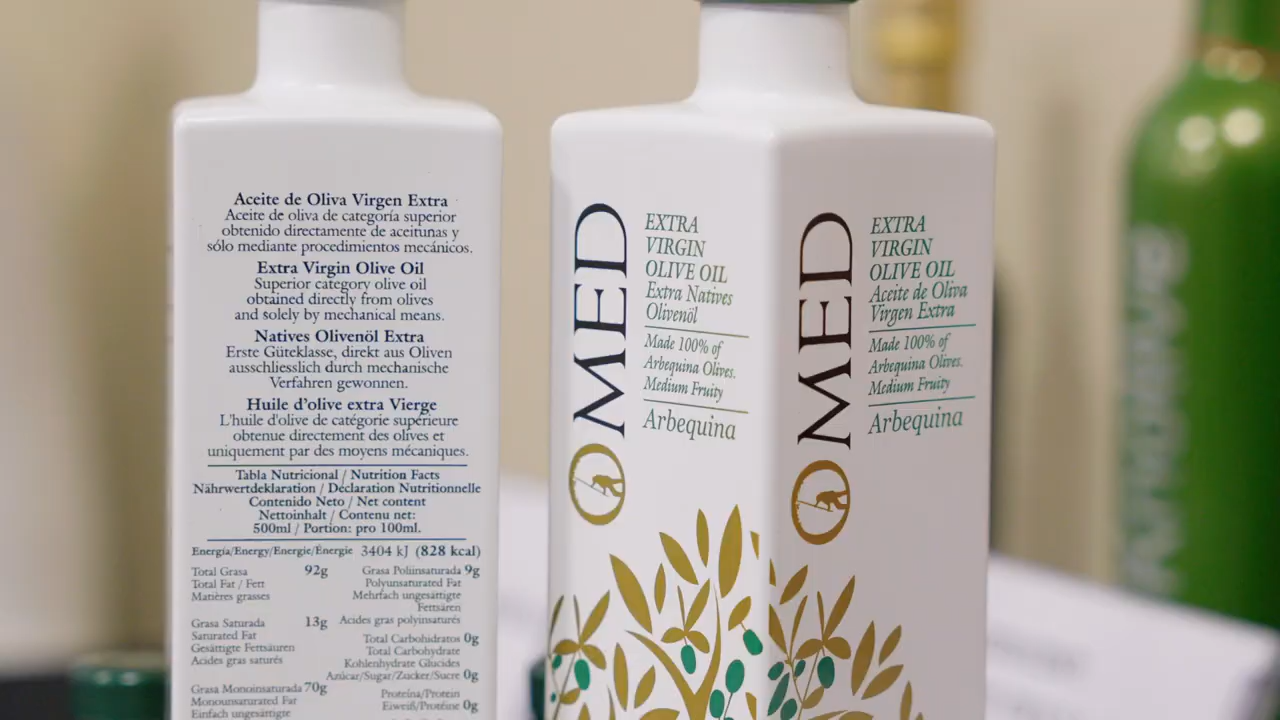 Aceite de Oliva Virgen Extra
Aceite de oliva de categoría superior
obtenido directamente de aceitunas y
sólo mediante procedimientos mecánicos.
Extra Virgin Olive Oil
Superior category olive oil
obtained directly from olives
and solely by mechanical means.
Natives Olivenöl Extra
Erste Güteklasse, direkt aus Oliven
ausschliesslich durch mechanische
Verfahren gewonnen.
Huile d'olive extra Vierge
L'huile d'olive de catégorie supérieure
obtenue directement des olives et
uniquement par des moyens mécaniques.
Tabla Nutricional / Nutrition Facts
Nährwertdeklaration / Déclaration Nutritionnelle
Contenido Neto / Net content
Nettoinhalt / Contenu net:
500ml / Portion: pro 100ml.
Energía/Energy/Energie/Énergie 3404 kJ (828 kcal)
Total Grasa 92g
Total Fat / Fett
Matières grasses
Grasa Saturada 13g
Saturated Fat
Gesättigte Fettsäuren
Acides gras saturés
Grasa Monoinsaturada 70g
Monounsaturated Fat
Einfach ungesättigte
Grasa Poliinsaturada 9g
Polyunsaturated Fat
Mehrfach ungesättigte
Fettsären
Acides gras polyinsaturés
Total Carbohidratos 0g
Total Carbohydrate
Kohlenhydrate Glucides
Azúcar/Sugar/Zucker/Sucre 0g
Proteína/Protein
Eiweiß/Protéine 0g
OMED
EXTRA
VIRGIN
OLIVE OIL
Extra Natives
Olivenöl
Made 100% of
Arbequina Olives.
Medium Fruity
Arbequina
OMED
EXTRA
VIRGIN
OLIVE OIL
Aceite de Oliva
Virgen Extra
Made 100% of
Arbequina Olives.
Medium Fruity
Arbequina